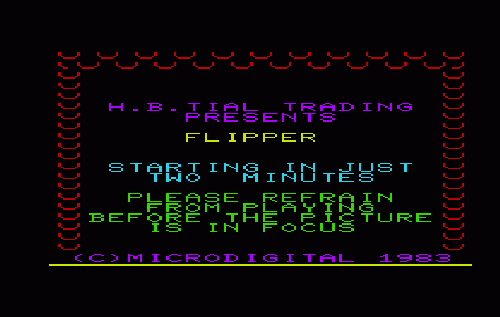 H.B.TIAL TRADING
PRESENTS
FLIPPER
STARTING IN JUST
TWO MINUTES
PLEASE REFRAIN
FROM PLAYING
BEFORE THE PICTURE
IS IN FOCUS
(C)MICRODIGITAL 1983